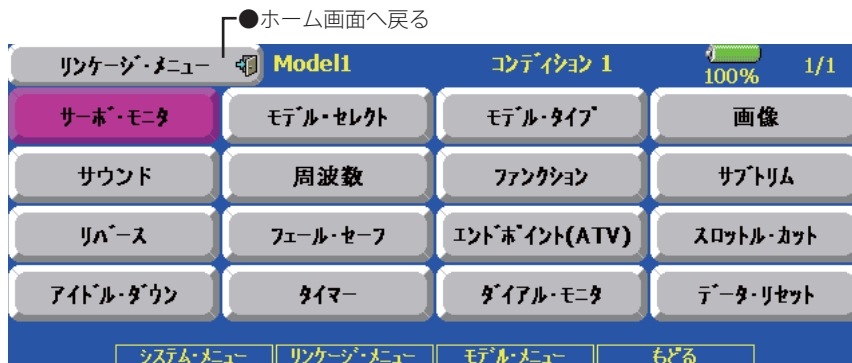 ●ホーム画面へ戻る
リンケージ・メニュー Model1 コンディション 1 100% 1/1
サーボ・モニタ モデル・セレクト モデル・タイプ 画像
サウンド 周波数 ファンクション サブトリム
リバース フェール・セーフ エンドポイント(ATV) スロットル・カット
アイドル・ダウン タイマー ダイアル・モニタ データ・リセット
システム・メニュー リンケージ・メニュー モデル・メニュー もどる